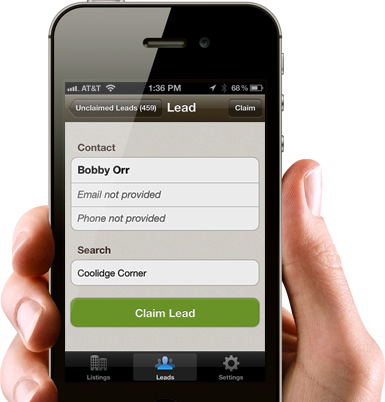 AT&T 1:36 PM 68%
Unclaimed Leads (459) Lead Claim
Contact
Bobby Orr
Email not provided
Phone not provided
Search
Coolidge Corner
Claim Lead
Listings Leads Settings